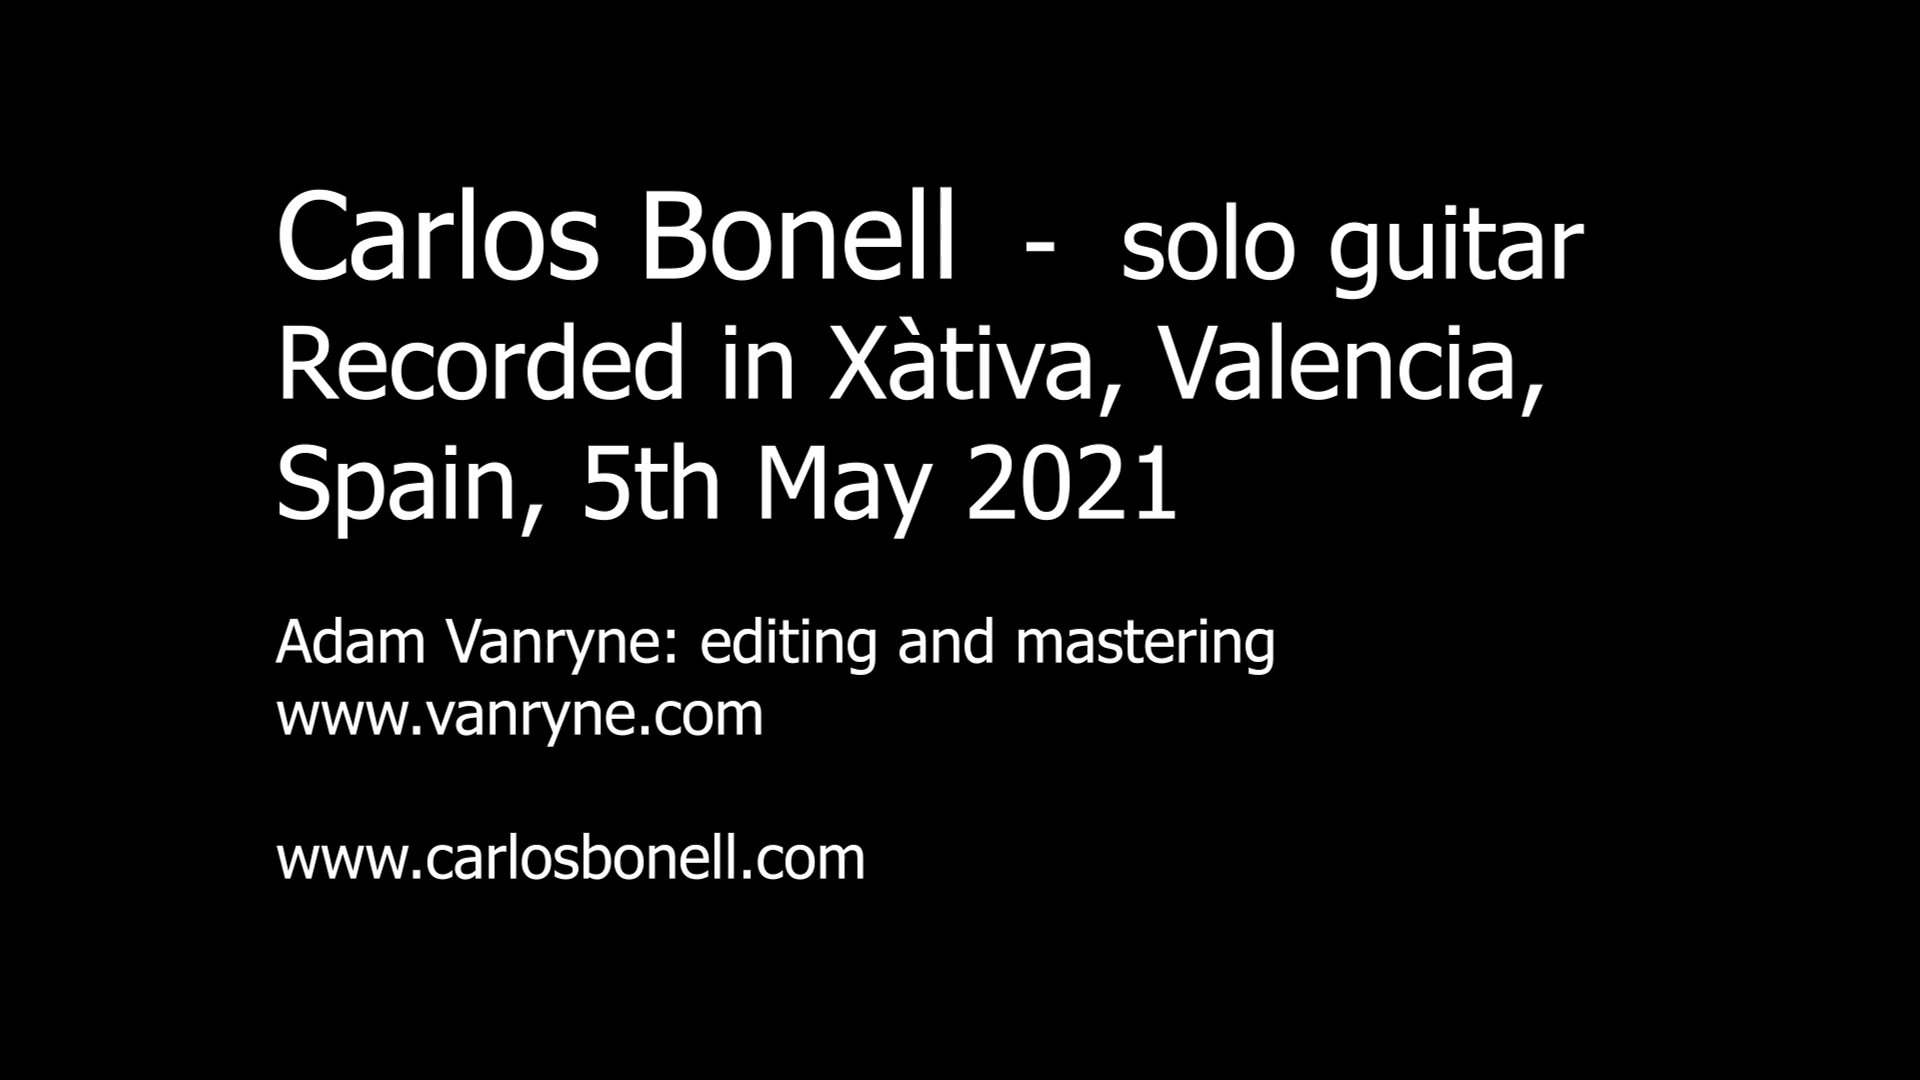 Carlos Bonell - solo guitar
Recorded in Xàtiva, Valencia,
Spain, 5th May 2021
Adam Vanryne: editing and mastering
www.vanryne.com
www.carlosbonell.com